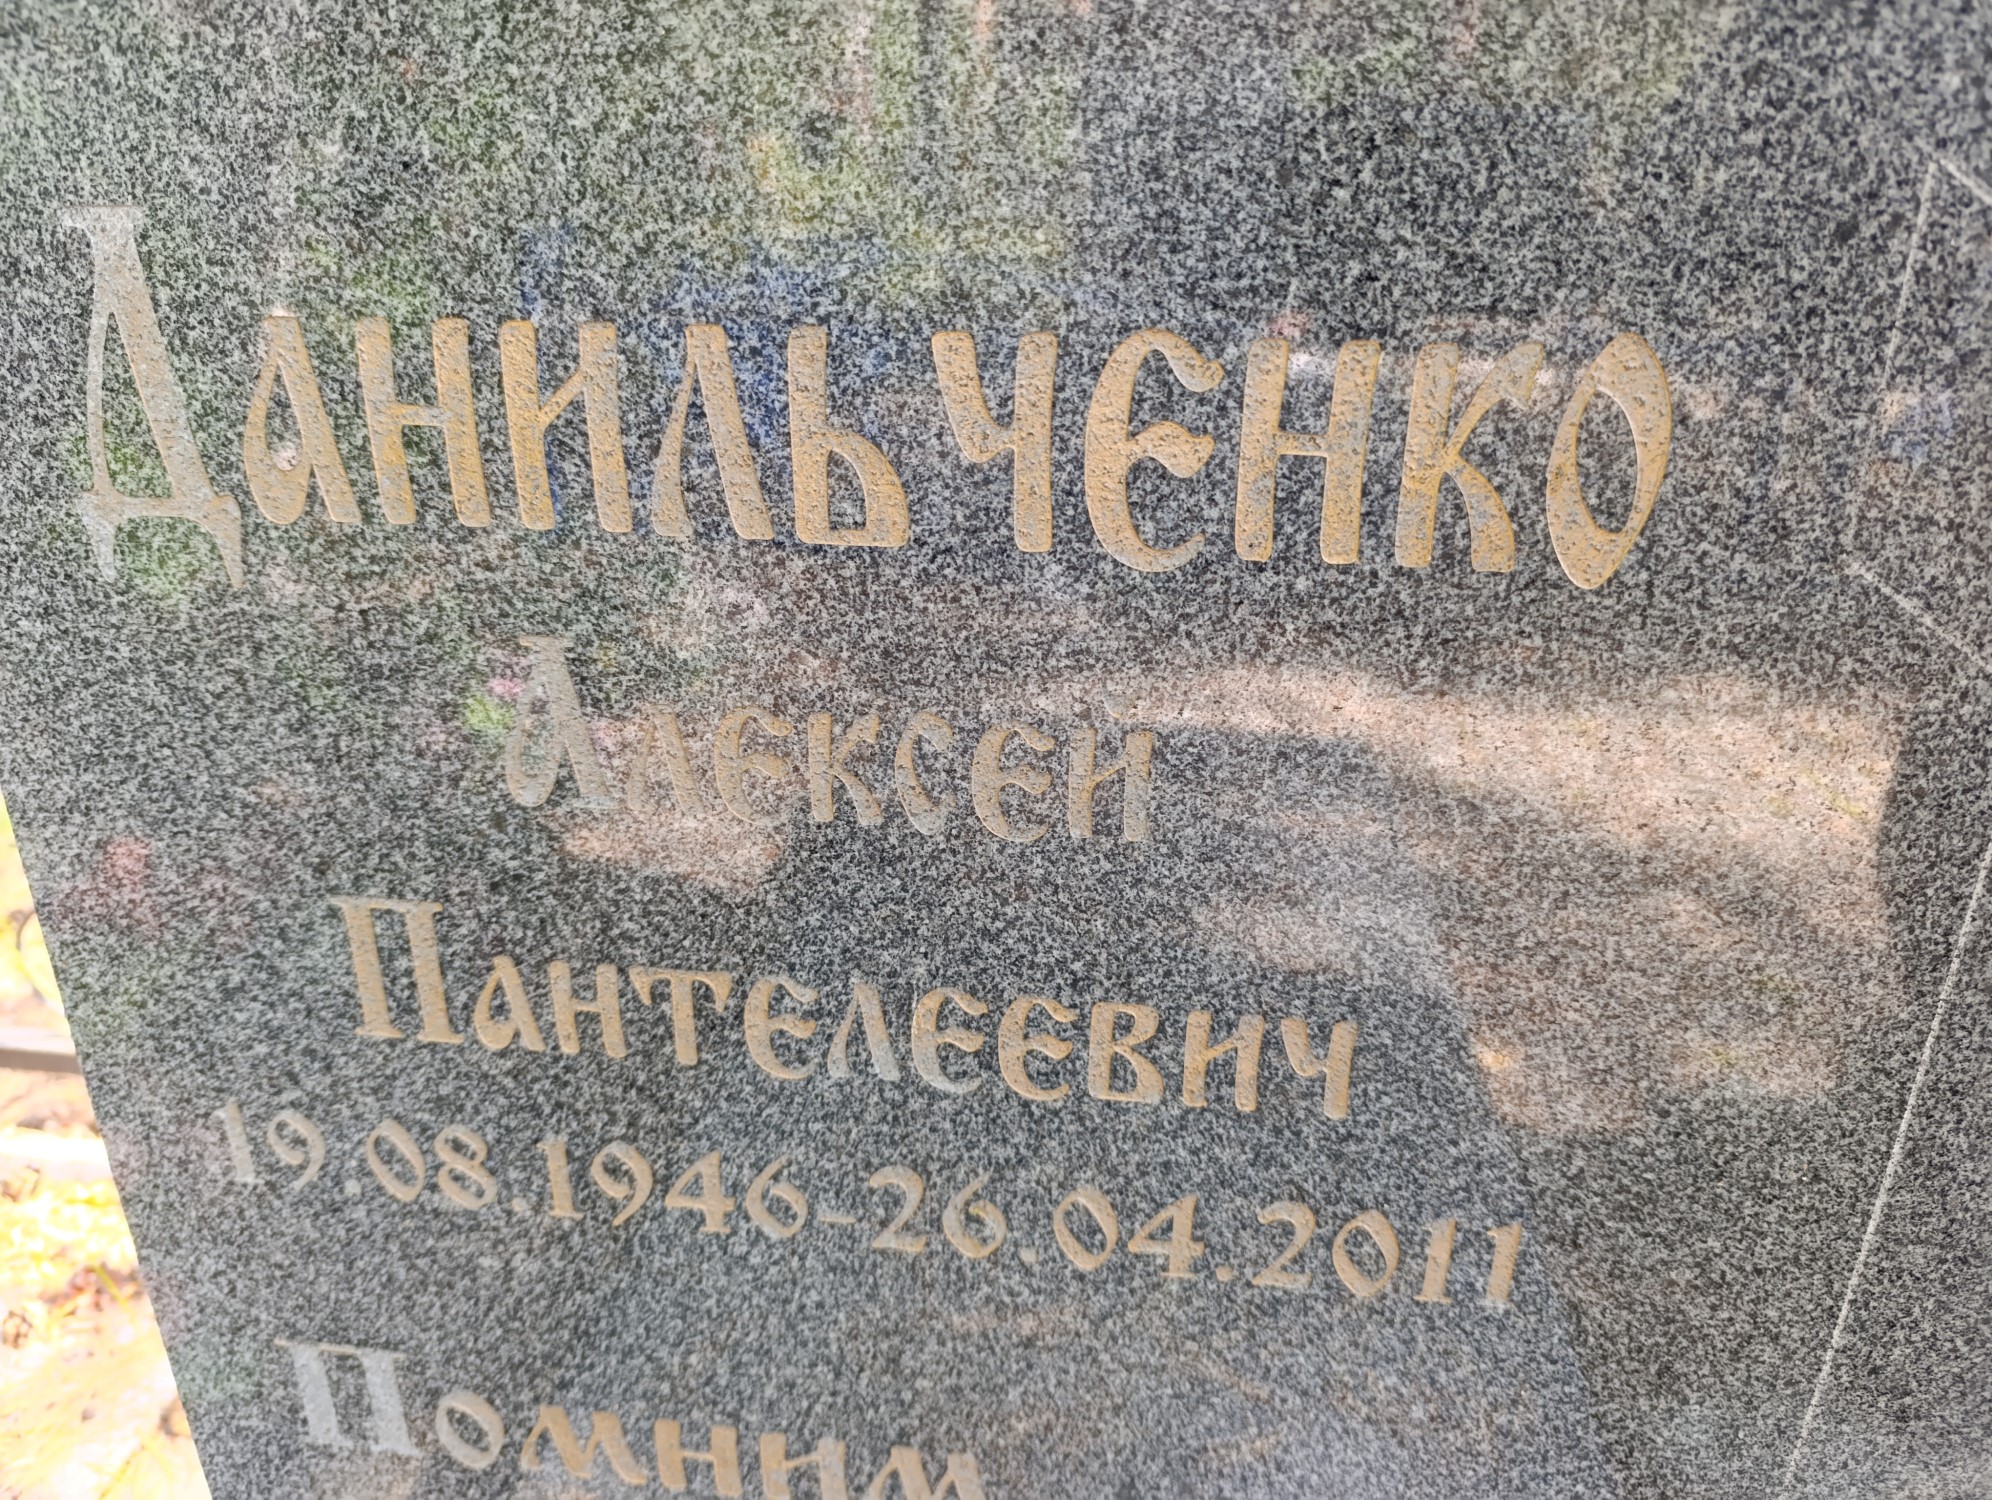 Данильченко
Алексей
Пантелеевич
19.08.1946-26.04.2011
Помним